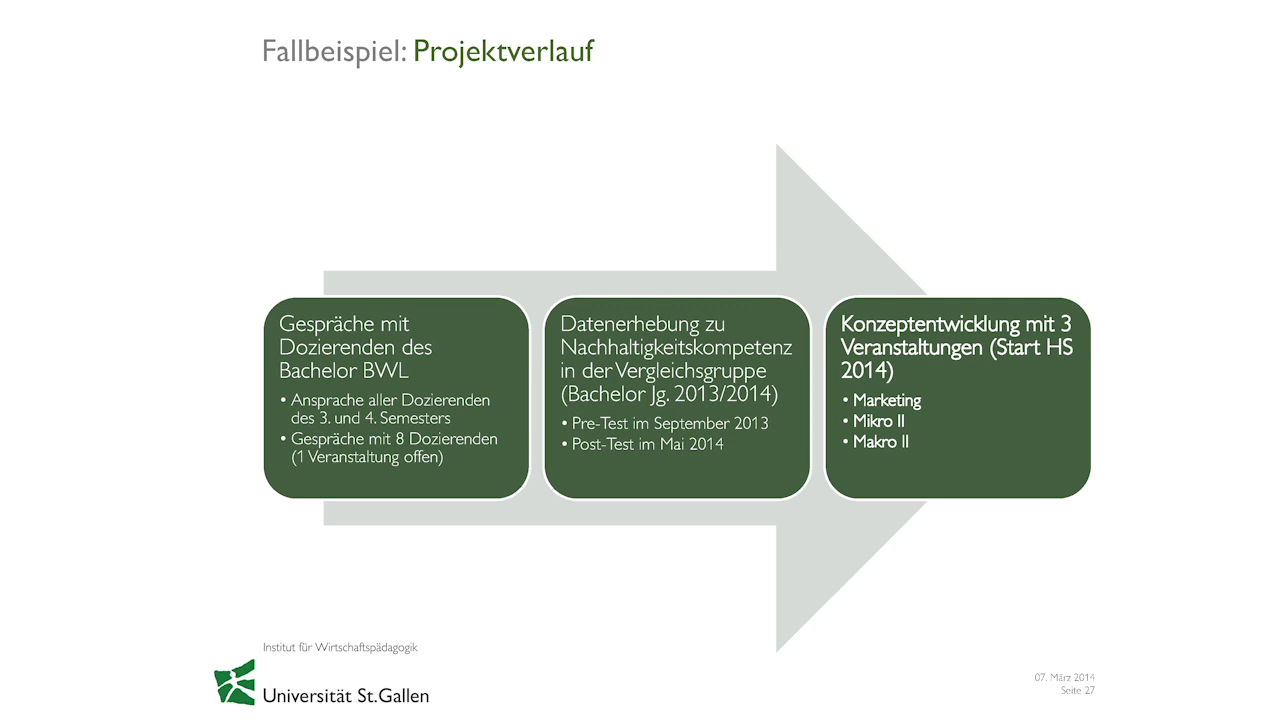 Fallbeispiel: Projektverlauf
Gespräche mit
Dozierenden des
Bachelor BWL
• Ansprache aller Dozierenden
des 3. und 4. Semesters
• Gespräche mit 8 Dozierenden
(1 Veranstaltung offen)
Datenerhebung zu
Nachhaltigkeitskompetenz
in der Vergleichsgruppe
(Bachelor Jg. 2013/2014)
• Pre-Test im September 2013
• Post-Test im Mai 2014
Konzeptentwicklung mit 3
Veranstaltungen (Start HS
2014)
• Marketing
• Mikro II
• Makro II
Institut für Wirtschaftspädagogik
Universität St.Gallen
07. März 2014
Seite 27